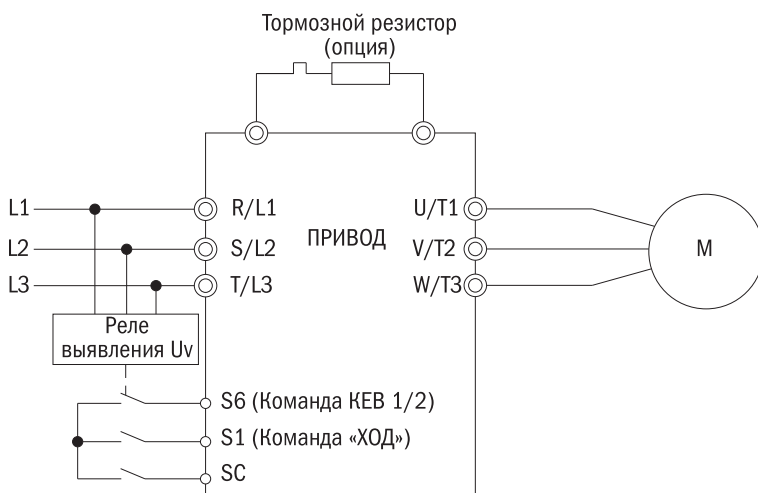 Тормозной резистор
(опция)
L1
R/L1
U/T1
L2
S/L2
ПРИВОД
V/T2
M
L3
T/L3
W/T3
Реле
выявления Uv
S6 (Команда КЕВ 1/2)
S1 (Команда «ХОД»)
SC